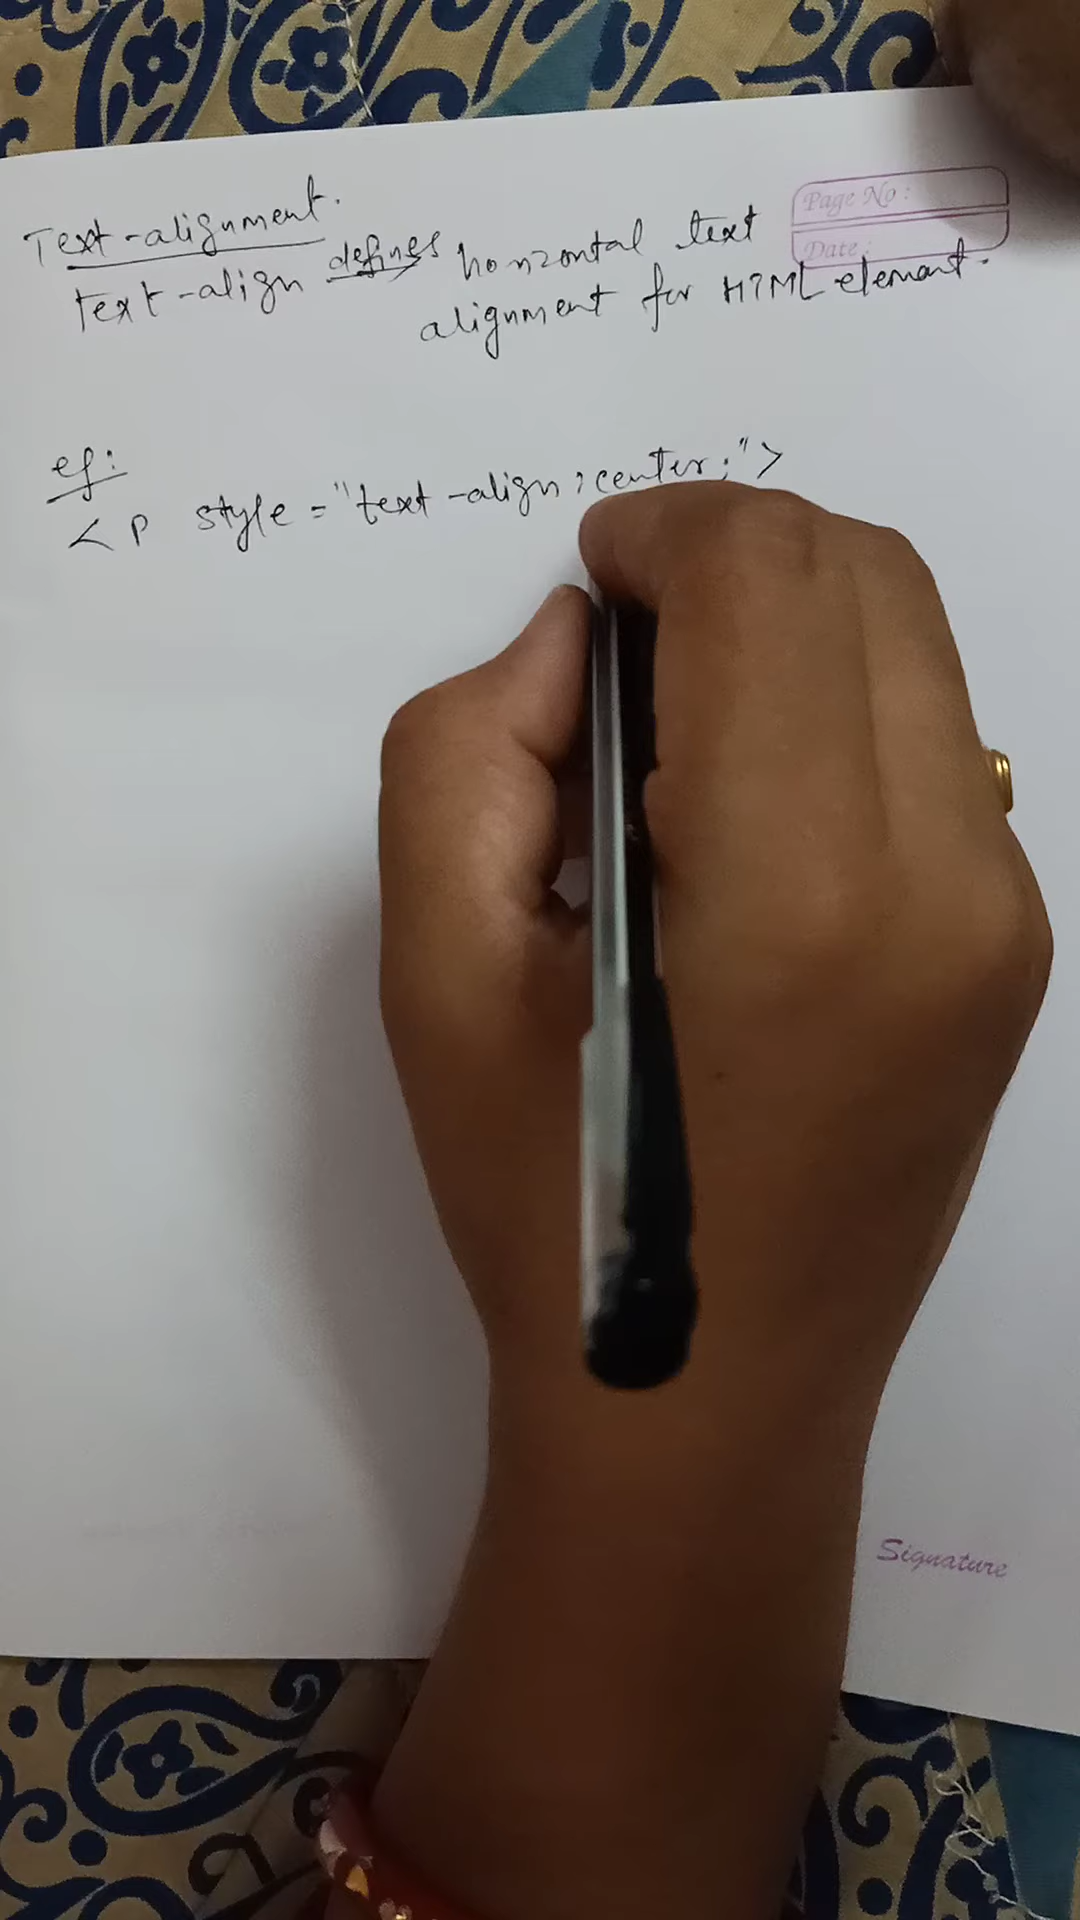 Text-alignment.
Page No :
Date :
text-align defines horizontal text
alignment for HTML element.
eg:
< P style = "text-align:center;">
Signature